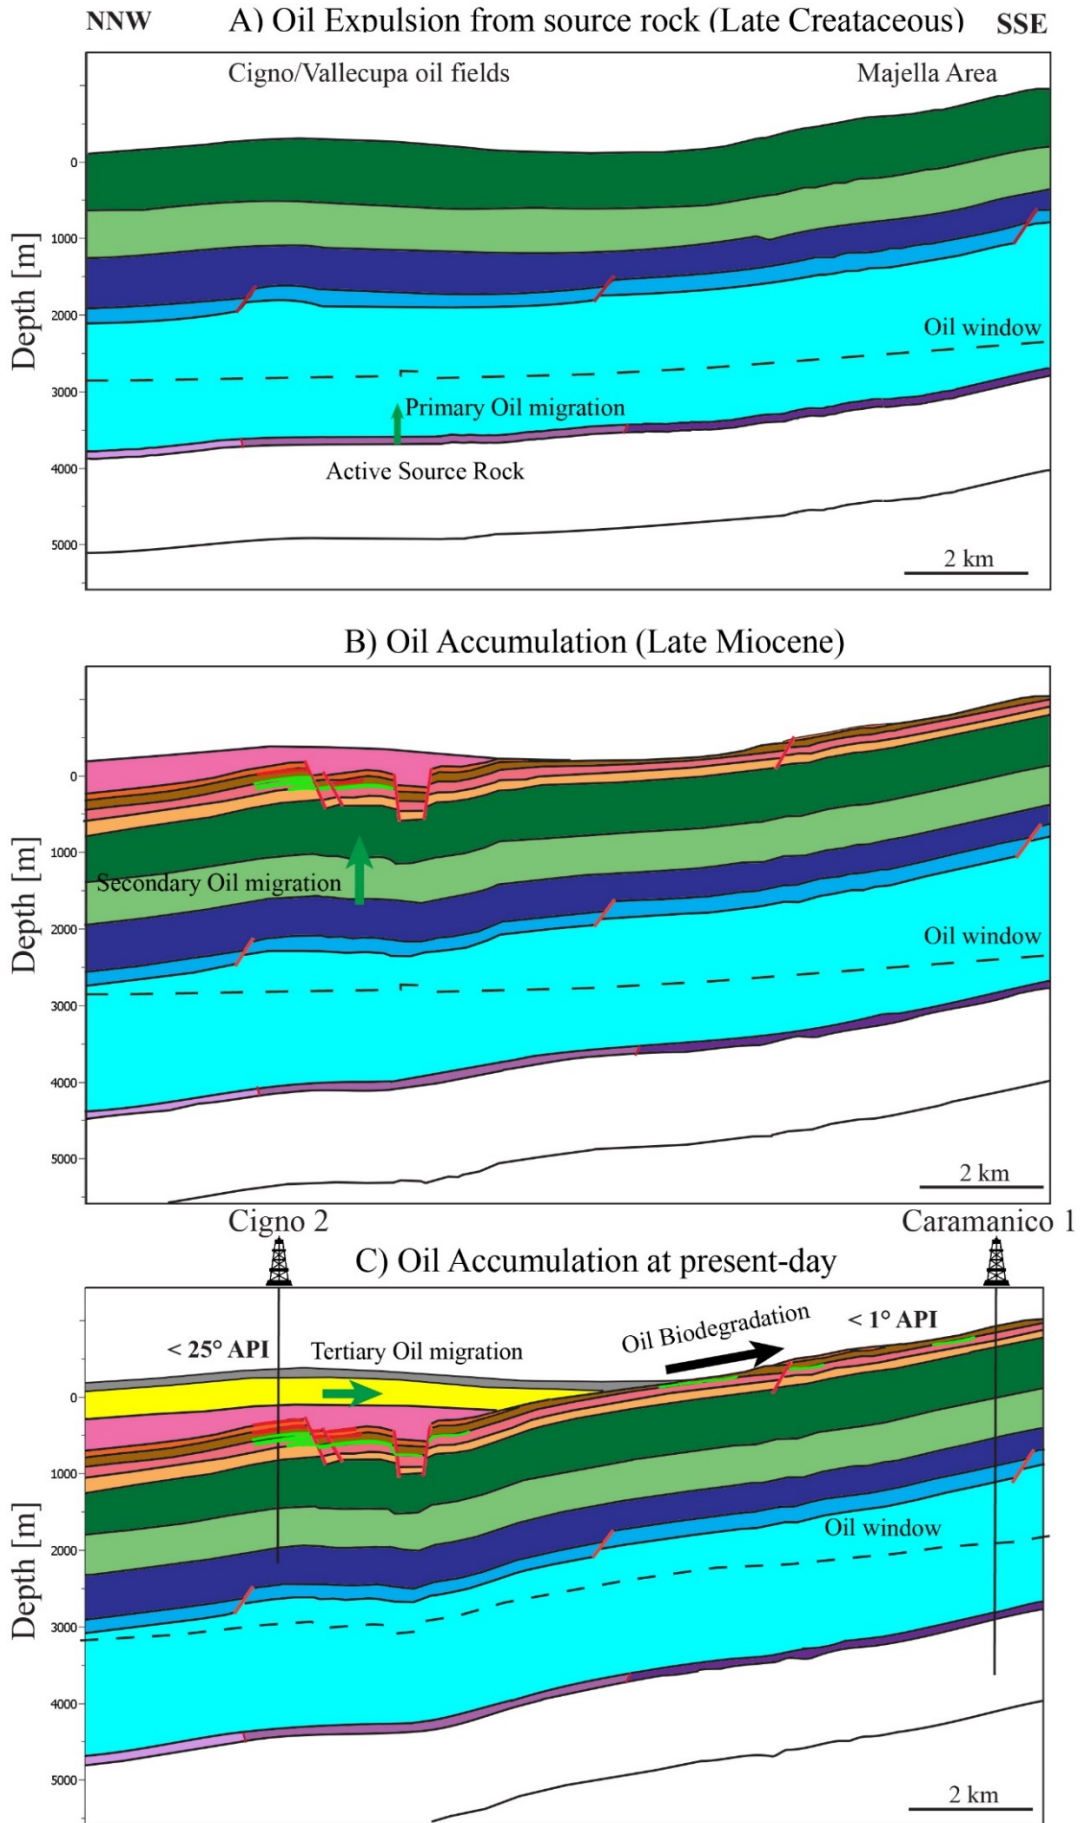 NNW A) Oil Expulsion from source rock (Late Creataceous) SSE
Cigno/Vallecupa oil fields Majella Area
0
1000
2000
3000
4000
5000
Depth [m]
Oil window
Primary Oil migration
Active Source Rock
2 km
B) Oil Accumulation (Late Miocene)
0
1000
2000
3000
4000
5000
Depth [m]
Secondary Oil migration
Oil window
2 km
Cigno 2 Caramanico 1
C) Oil Accumulation at present-day
< 25° API
Tertiary Oil migration
Oil Biodegradation
< 1° API
0
1000
2000
3000
4000
5000
Depth [m]
Oil window
2 km